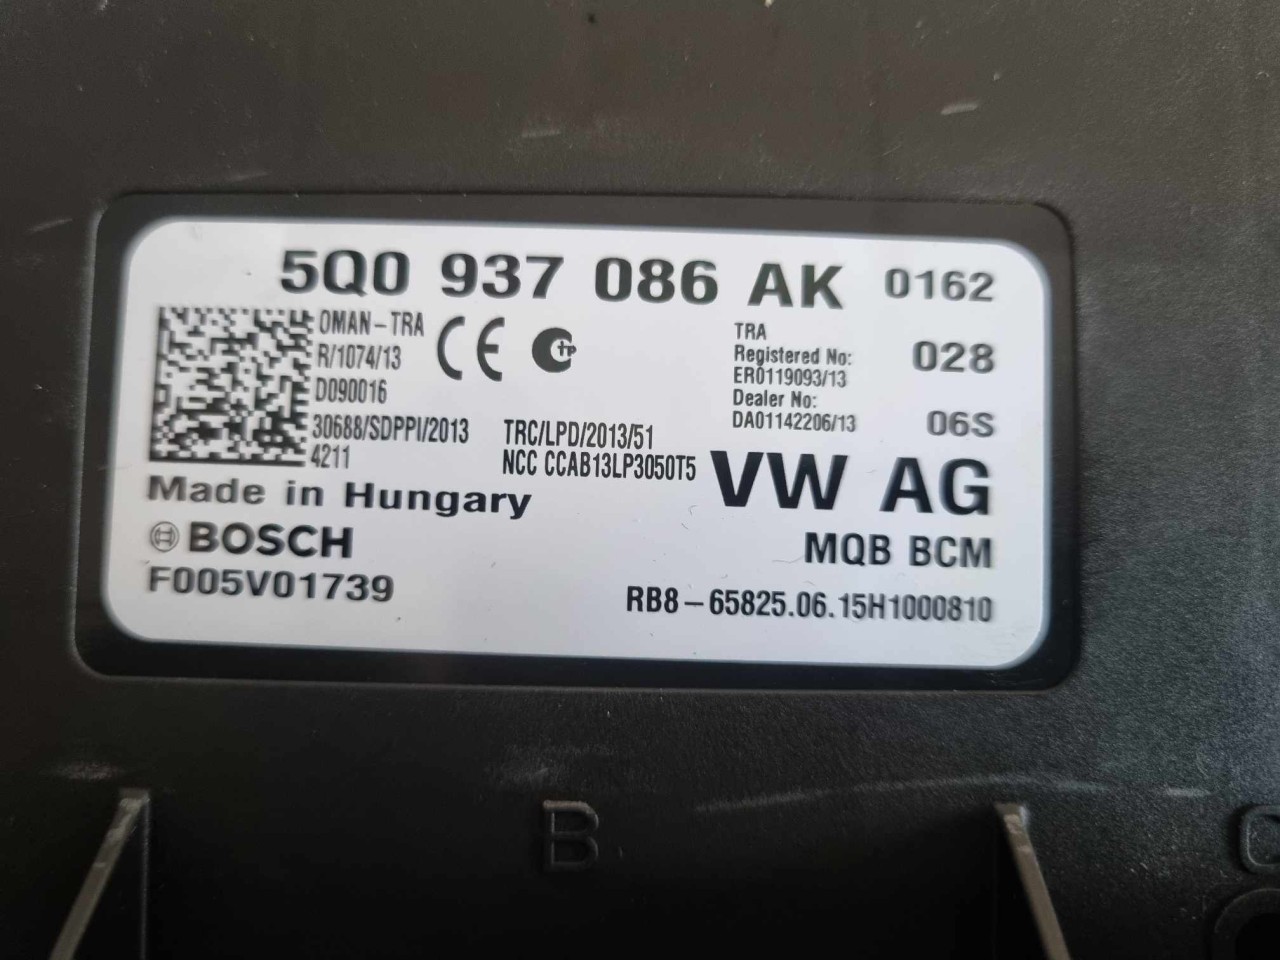 5Q0 937 086 AK 0162
OMAN-TRA
R/1074/13
D090016
30688/SDPPI/2013
4211
CE
TRC/LPD/2013/51
NCC CCAB13LP3050T5
TRA
Registered No:
ER0119093/13
Dealer No:
DA01142206/13
028
06S
VW AG
MQB BCM
Made in Hungary
BOSCH
F005V01739
RB8-65825.06.15H1000810
B